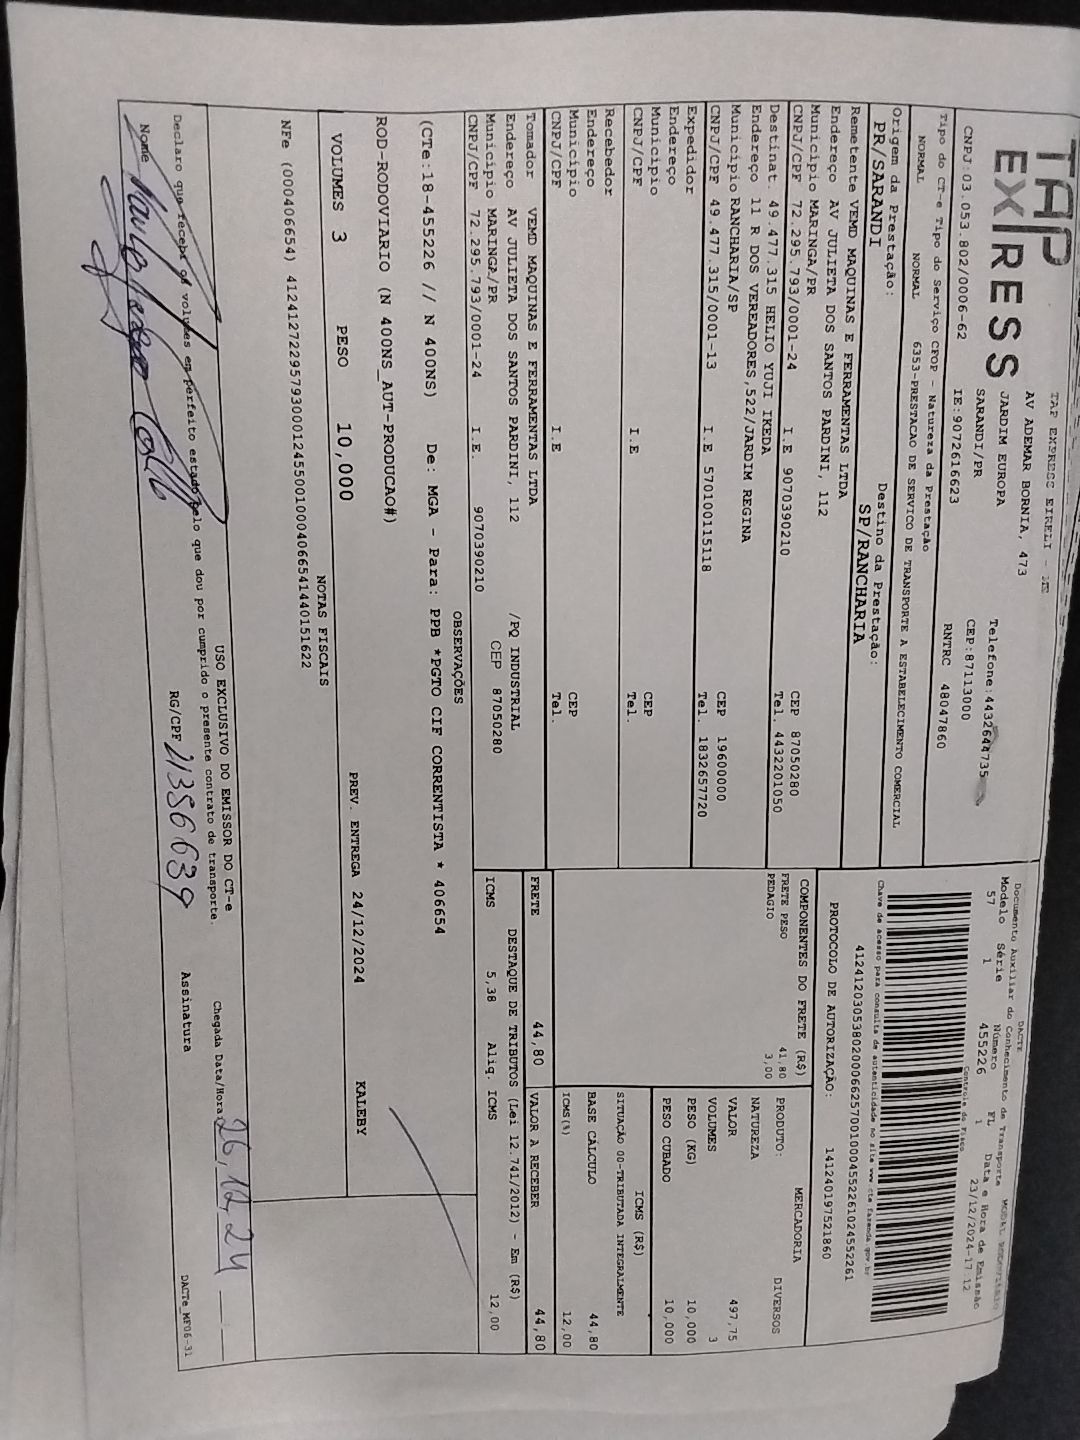 TAP EXPRESS
TAP EXPRESS EIRELI - ME
AV ADEMAR BORNIA, 473
JARDIM EUROPA
SARANDI/PR
Telefone:4432644735
CEP:87113000
CNPJ:03.053.802/0006-62 IE:9072616623 RNTRC 48047860
Tipo do CT-e Tipo do Serviço CFOP - Natureza da Prestação
NORMAL NORMAL 6353-PRESTACAO DE SERVICO DE TRANSPORTE A ESTABELECIMENTO COMERCIAL
Origem da Prestação: Destino da Prestação:
PR/SARANDI SP/RANCHARIA
DACTE
Documento Auxiliar do Conhecimento de Transporte MODAL RODOVIÁRIO
Modelo Série Número FL Data e Hora de Emissão
57 1 455226 1 23/12/2024-17:12
Controle do Fisco
Chave de acesso para consulta de autenticidade no site www.cte.fazenda.gov.br
41241203053802000662570010004552261024552261
PROTOCOLO DE AUTORIZAÇÃO: 141240197521860
Remetente VEMD MAQUINAS E FERRAMENTAS LTDA
Endereço AV JULIETA DOS SANTOS PARDINI, 112
Município MARINGA/PR CEP 87050280
CNPJ/CPF 72.295.793/0001-24 I.E 9070390210 Tel. 4432201050
Destinat. 49.477.315 HELIO YUJI IKEDA
Endereço 11 R DOS VEREADORES,522/JARDIM REGINA
Município RANCHARIA/SP CEP 19600000
CNPJ/CPF 49.477.315/0001-13 I.E 570100115118 Tel. 1832657720
Expedidor
Endereço
Município CEP
CNPJ/CPF I.E Tel.
Recebedor
Endereço
Município CEP
CNPJ/CPF I.E Tel.
Tomador VEMD MAQUINAS E FERRAMENTAS LTDA
Endereço AV JULIETA DOS SANTOS PARDINI, 112 /PQ INDUSTRIAL
Município MARINGA/PR CEP 87050280
CNPJ/CPF 72.295.793/0001-24 I.E. 9070390210
COMPONENTES DO FRETE (R$)
FRETE PESO 41,80
PEDAGIO 3,00
MERCADORIA
PRODUTO: DIVERSOS
NATUREZA
VALOR 497,75
VOLUMES 3
PESO (KG) 10,000
PESO CUBADO 10,000
ICMS (R$)
SITUAÇÃO 00-TRIBUTADA INTEGRALMENTE
BASE CÁLCULO 44,80
ICMS(%) 12,00
FRETE 44,80 VALOR A RECEBER 44,80
DESTAQUE DE TRIBUTOS (Lei 12.741/2012) - Em (R$)
ICMS 5,38 Aliq. ICMS 12,00
OBSERVAÇÕES
(CTe:18-455226 // N 400NS) De: MGA - Para: PPB *PGTO CIF CORRENTISTA * 406654
ROD-RODOVIARIO (N 400NS_AUT-PRODUCAO#)
VOLUMES 3 PESO 10,000 PREV. ENTREGA 24/12/2024 KALEBY
NOTAS FISCAIS
NFe (000406654) 41241272295793000124550010004066541440151622
USO EXCLUSIVO DO EMISSOR DO CT-e
Declaro que recebi os volumes em perfeito estado pelo que dou por cumprido o presente contrato de transporte.
Chegada Data/Hora: 26/12/24
Nome RG/CPF 21356639 Assinatura
DACTe_MF06-31